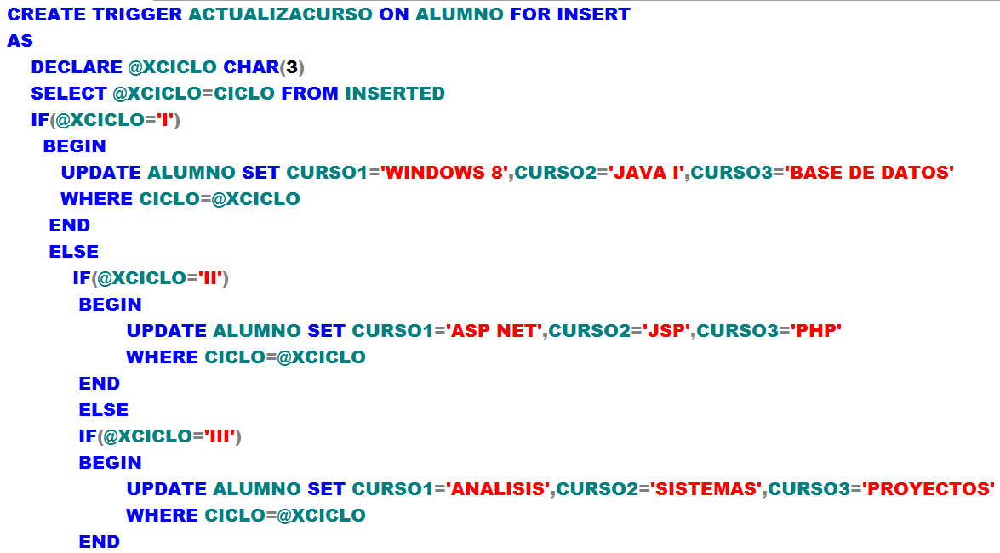 CREATE TRIGGER ACTUALIZACURSO ON ALUMNO FOR INSERT
AS
DECLARE @XCICLO CHAR(3)
SELECT @XCICLO=CICLO FROM INSERTED
IF(@XCICLO='I')
BEGIN
UPDATE ALUMNO SET CURSO1='WINDOWS 8',CURSO2='JAVA I',CURSO3='BASE DE DATOS'
WHERE CICLO=@XCICLO
END
ELSE
IF(@XCICLO='II')
BEGIN
UPDATE ALUMNO SET CURSO1='ASP NET',CURSO2='JSP',CURSO3='PHP'
WHERE CICLO=@XCICLO
END
ELSE
IF(@XCICLO='III')
BEGIN
UPDATE ALUMNO SET CURSO1='ANALISIS',CURSO2='SISTEMAS',CURSO3='PROYECTOS'
WHERE CICLO=@XCICLO
END